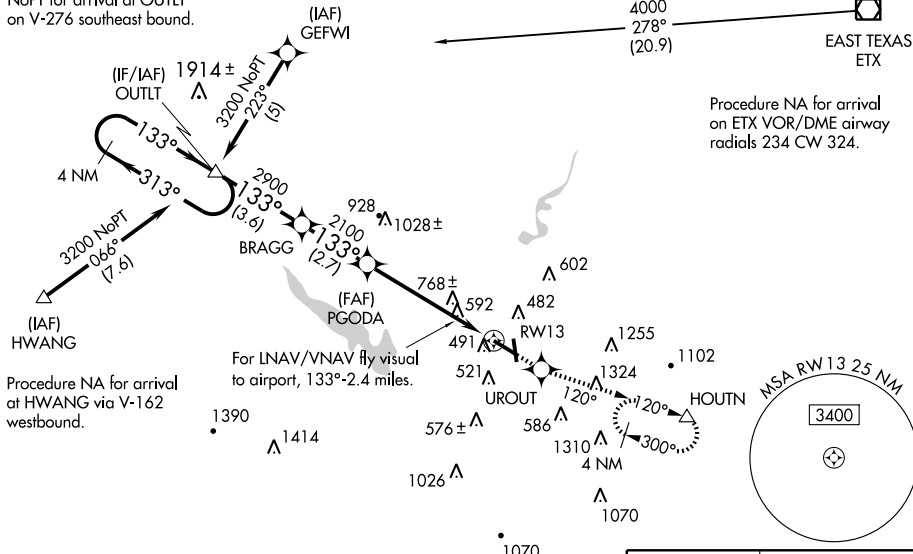 NoPT for arrival at OUTLT
on V-276 southeast bound.
(IAF)
GEFWI
4000
278°
(20.9)
EAST TEXAS
ETX
Procedure NA for arrival
on ETX VOR/DME airway
radials 234 CW 324.
1914 ±
(IF/IAF)
OUTLT
3200 NoPT
223°
(5)
133°
4 NM
313°
2900
133°
(3.6)
BRAGG
2100
133°
(2.7)
928
1028 ±
3200 NoPT
066°
(7.6)
(IAF)
HWANG
(FAF)
PGODA
768 ±
592
602
482
RW13
491
For LNAV/VNAV fly visual
to airport, 133°-2.4 miles.
521
UROUT
1255
1102
1324
120°
120°
HOUTN
300°
4 NM
Procedure NA for arrival
at HWANG via V-162
westbound.
1390
1414
576 ±
586
1310
1026
1070
1070
MSA RW13 25 NM
3400